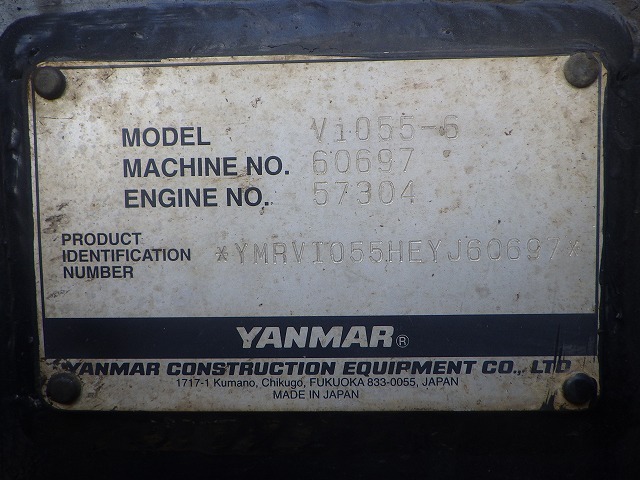 MODEL Vi055-6
MACHINE NO. 60697
ENGINE NO. 57304
PRODUCT IDENTIFICATION NUMBER *YMRVI055HEYJ60697*
YANMAR®
YANMAR CONSTRUCTION EQUIPMENT CO., LTD
1717-1 Kumano, Chikugo, FUKUOKA 833-0055, JAPAN
MADE IN JAPAN